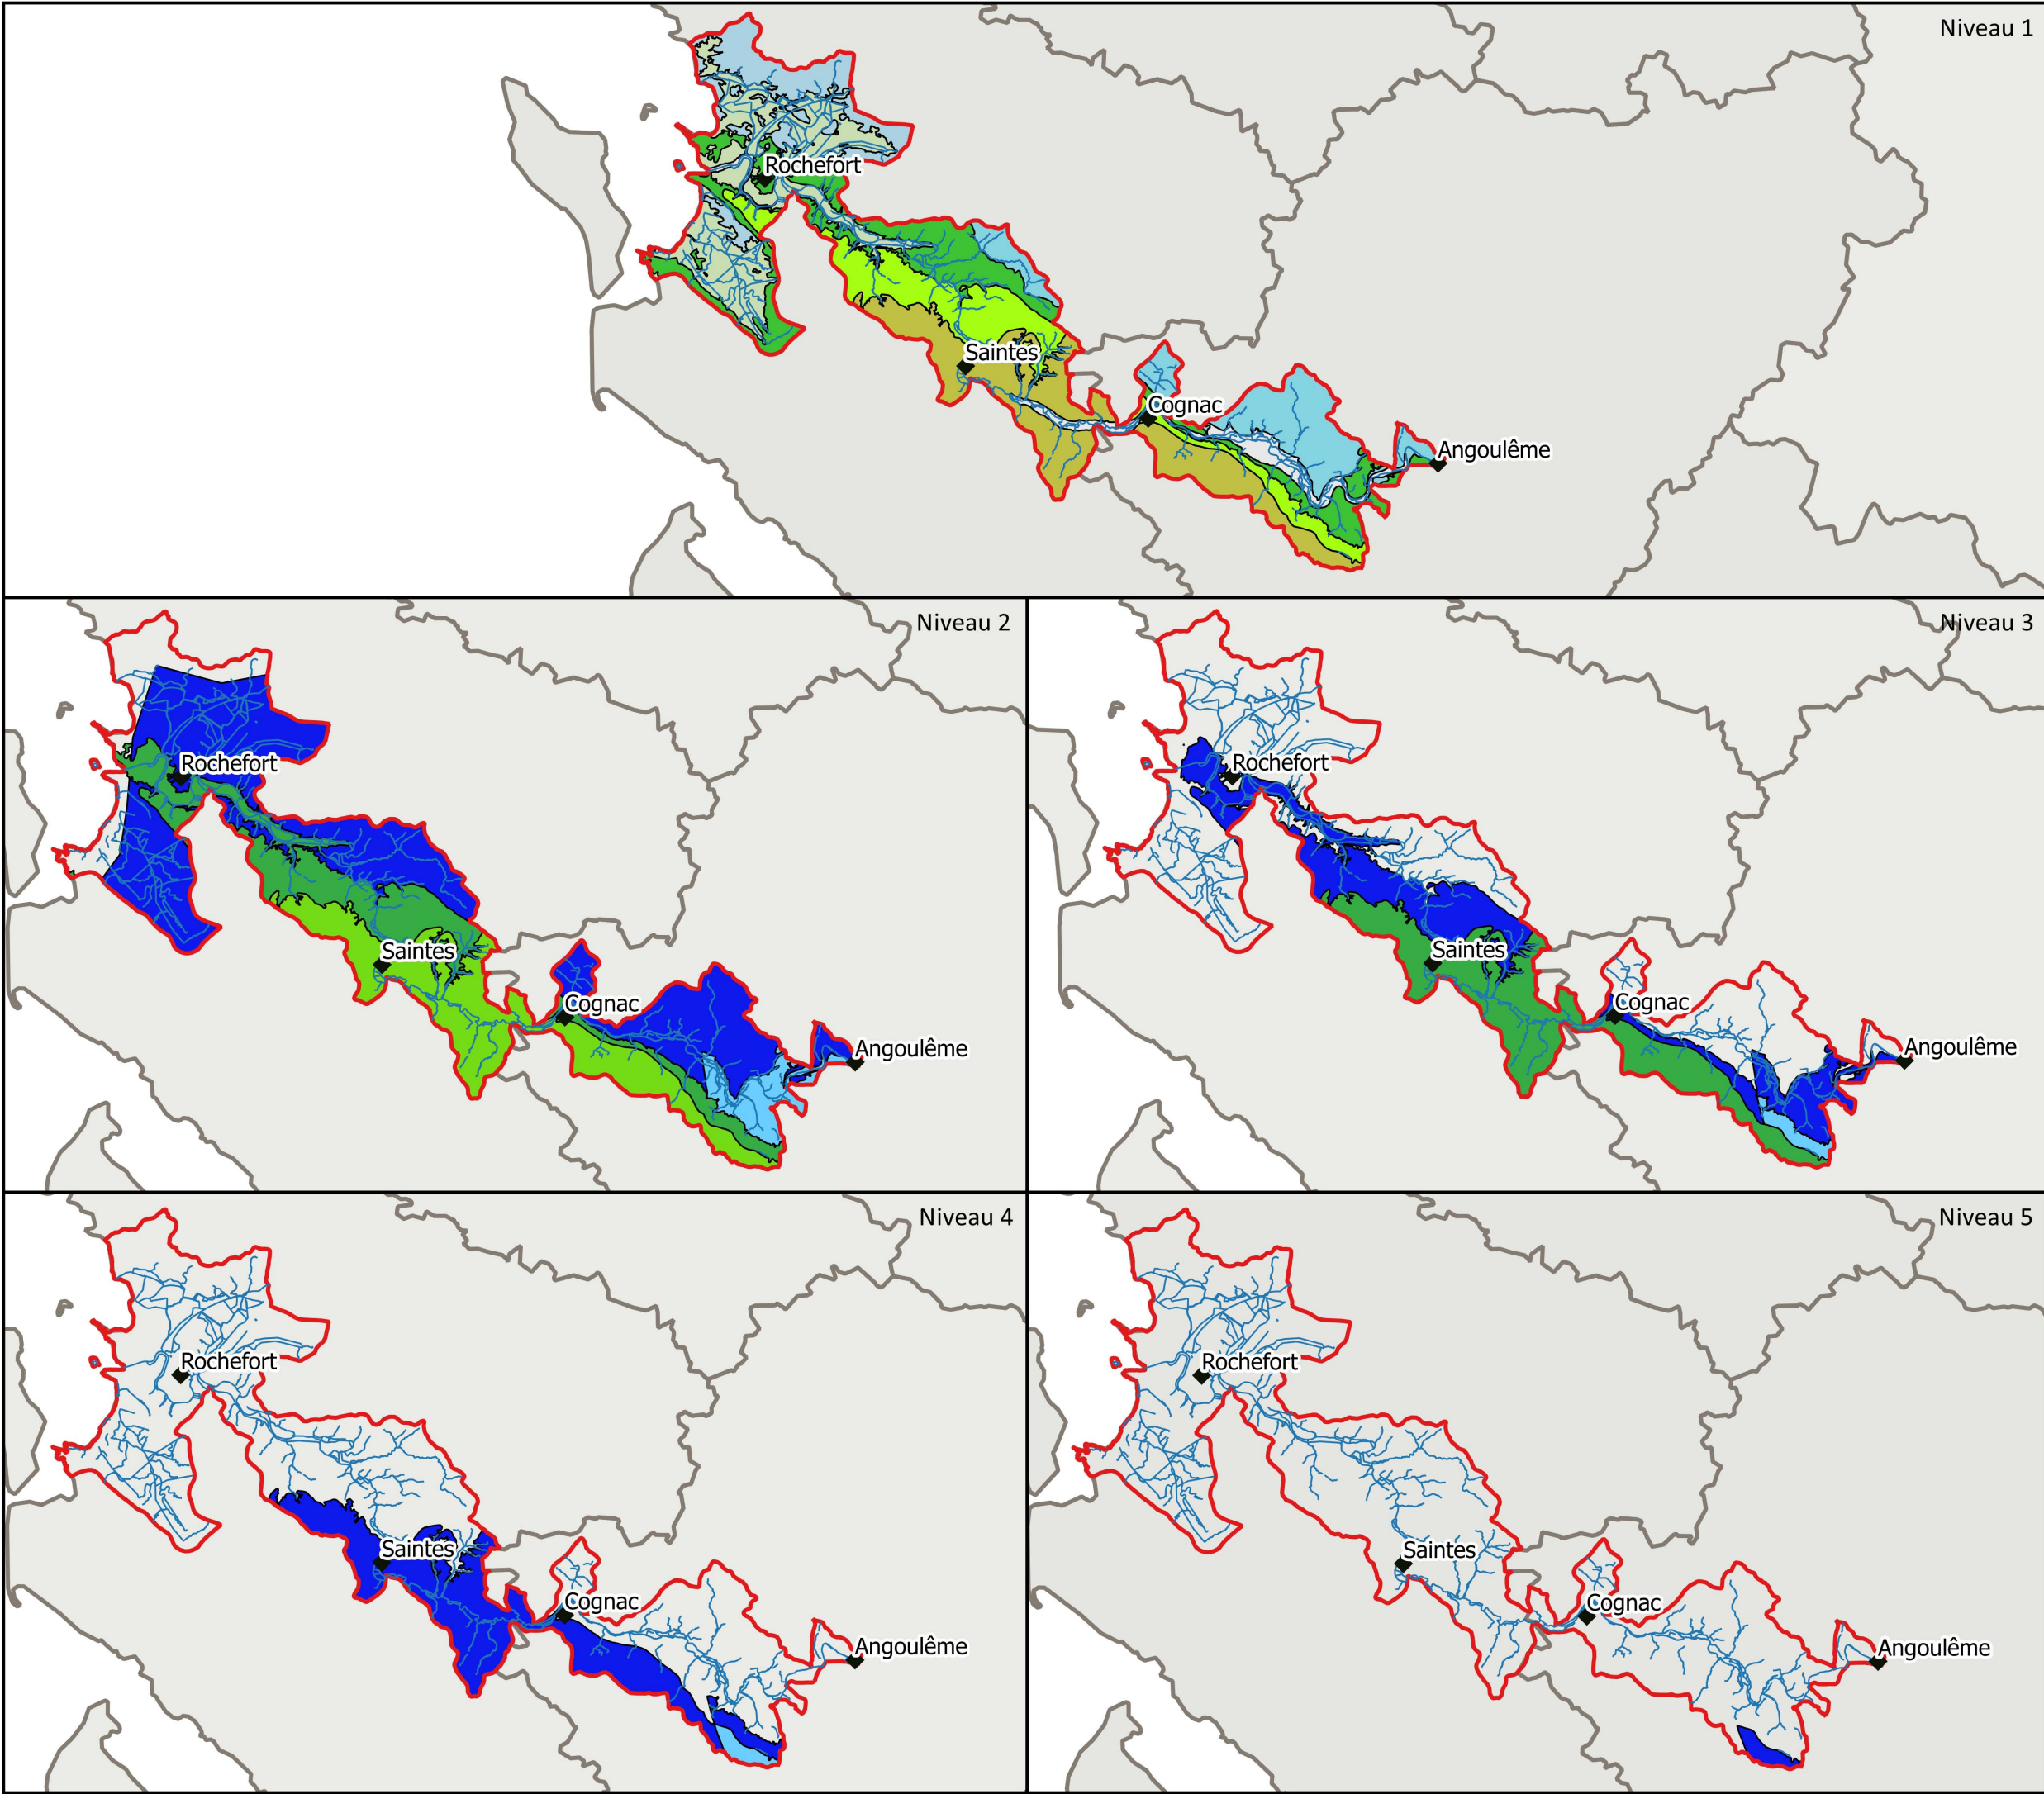 Niveau 1
Rochefort
Saintes
Cognac
Angoulême
Niveau 2
Rochefort
Saintes
Cognac
Angoulême
Niveau 3
Rochefort
Saintes
Cognac
Angoulême
Niveau 4
Rochefort
Saintes
Cognac
Angoulême
Niveau 5
Rochefort
Saintes
Cognac
Angoulême